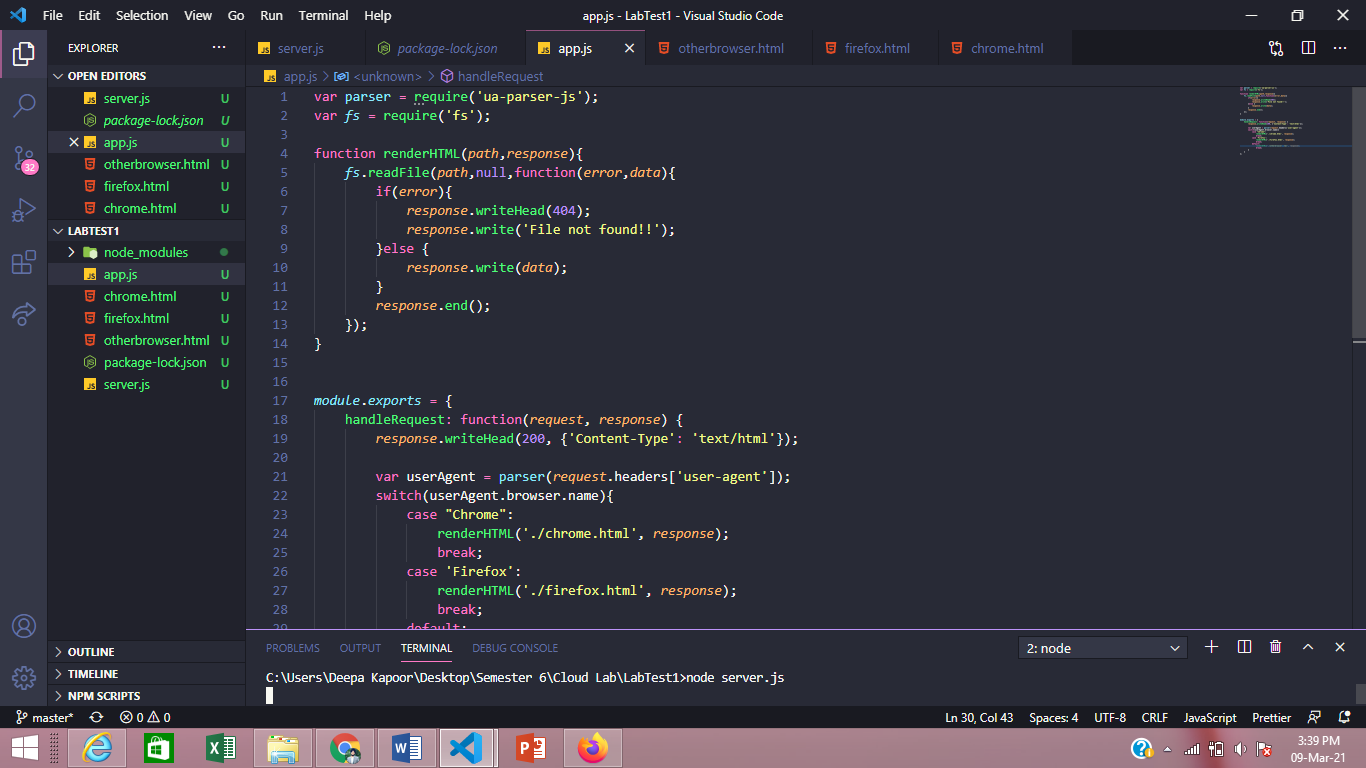 File Edit Selection View Go Run Terminal Help app.js - LabTest1 - Visual Studio Code
EXPLORER ...
server.js package-lock.json app.js otherbrowser.html firefox.html chrome.html
OPEN EDITORS
server.js U
package-lock.json U
app.js U
otherbrowser.html U
firefox.html U
chrome.html U
32
LABTEST1
node_modules
app.js U
chrome.html U
firefox.html U
otherbrowser.html U
package-lock.json U
server.js U
OUTLINE
TIMELINE
NPM SCRIPTS
app.js > <unknown> > handleRequest
1 var parser = require('ua-parser-js');
2 var fs = require('fs');
3
4 function renderHTML(path,response){
5 fs.readFile(path,null,function(error,data){
6 if(error){
7 response.writeHead(404);
8 response.write('File not found!!');
9 }else {
10 response.write(data);
11 }
12 response.end();
13 });
14 }
15
16
17 module.exports = {
18 handleRequest: function(request, response) {
19 response.writeHead(200, {'Content-Type': 'text/html'});
20
21 var userAgent = parser(request.headers['user-agent']);
22 switch(userAgent.browser.name){
23 case "Chrome":
24 renderHTML('./chrome.html', response);
25 break;
26 case 'Firefox':
27 renderHTML('./firefox.html', response);
28 break;
29 default:
PROBLEMS OUTPUT TERMINAL DEBUG CONSOLE 2: node
C:\Users\Deepa Kapoor\Desktop\Semester 6\Cloud Lab\LabTest1>node server.js
master* 0 0 Ln 30, Col 43 Spaces: 4 UTF-8 CRLF JavaScript Prettier
3:39 PM
09-Mar-21